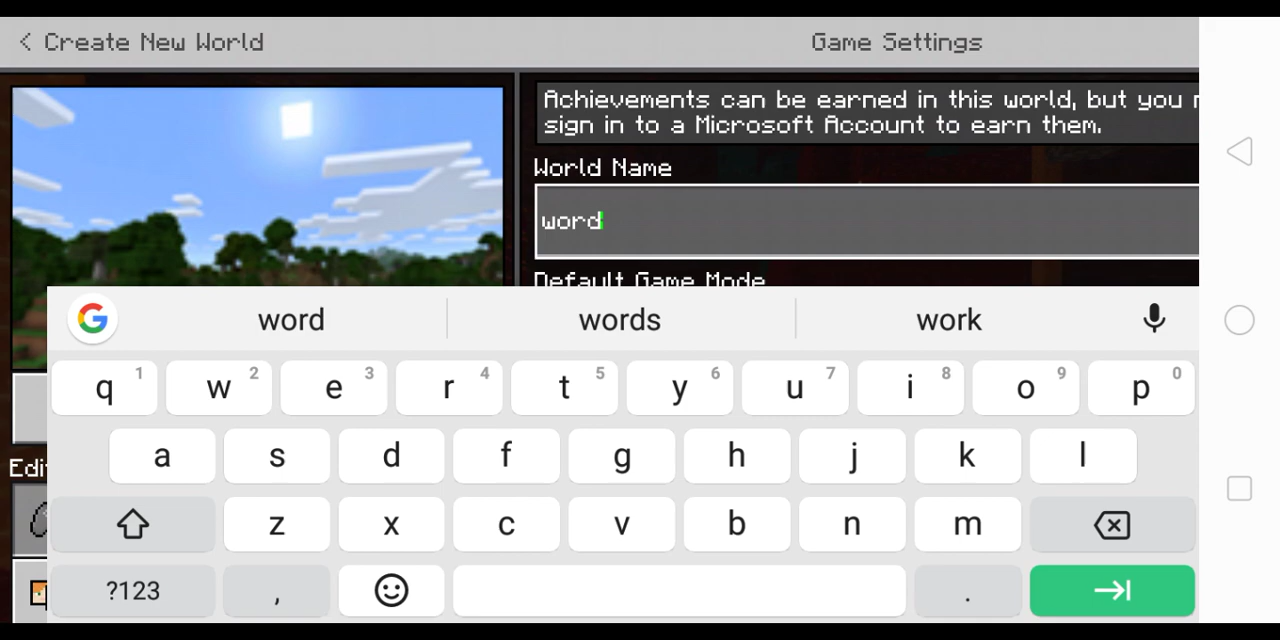 < Create New World
Game Settings
Achievements can be earned in this world, but you
sign in to a Microsoft Account to earn them.
World Name
word
Default Game Mode
word words work
q 1 w 2 e 3 r 4 t 5 y 6 u 7 i 8 o 9 p 0
a s d f g h j k l
Edi
z x c v b n m
?123 , .